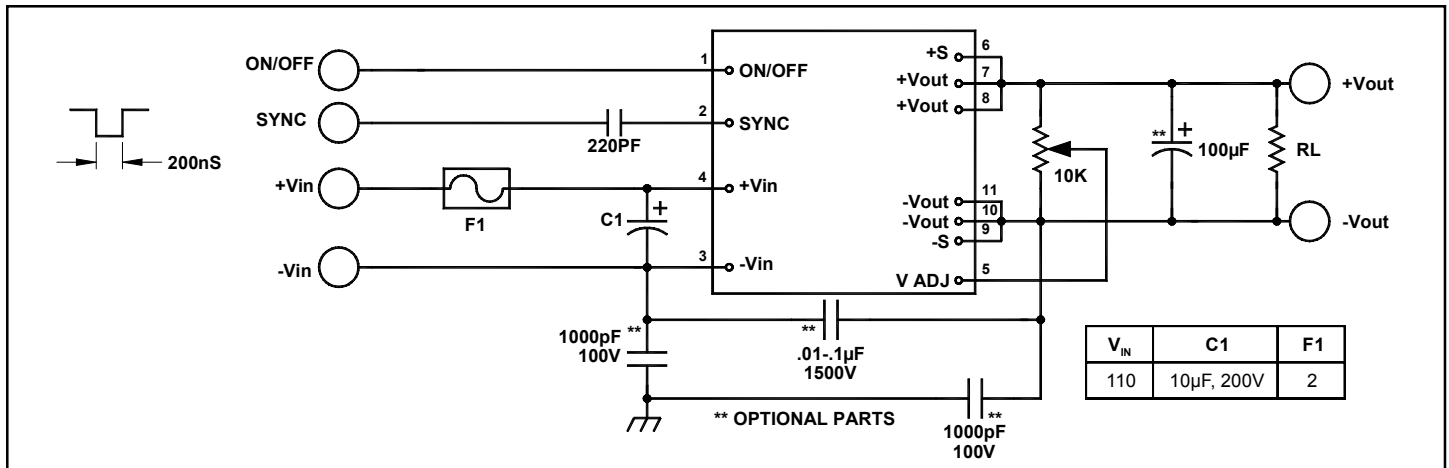 ON/OFF
1
ON/OFF
SYNC
220PF
2
SYNC
200nS
+Vin
F1
C1
+
4
+Vin
-Vin
3
-Vin
+S
6
+Vout
7
+Vout
8
-Vout
11
-Vout
10
-S
9
V ADJ
5
10K
**
+
100µF
RL
+Vout
-Vout
1000pF **
100V
**
.01-.1µF
1500V
** OPTIONAL PARTS
**
1000pF
100V
VIN C1 F1
110 10µF, 200V 2